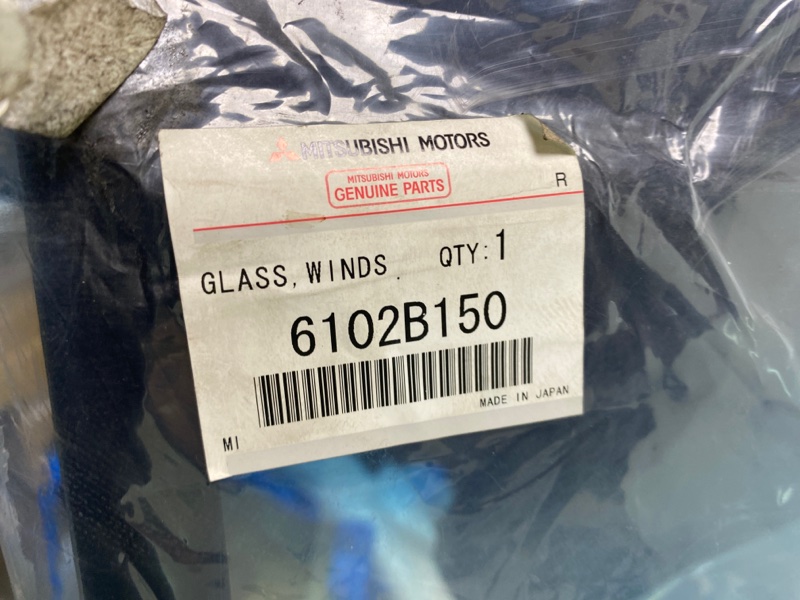 MITSUBISHI MOTORS
MITSUBISHI MOTORS
GENUINE PARTS
R
GLASS, WINDS QTY:1
6102B150
MADE IN JAPAN
MI